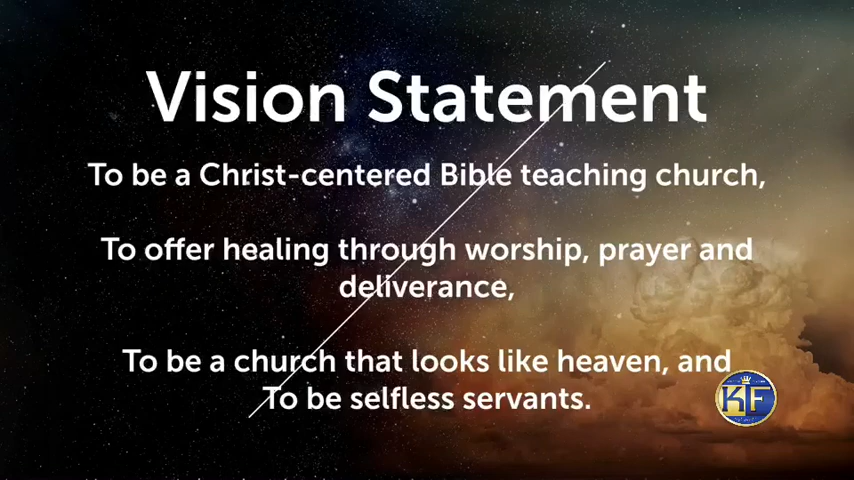 Vision Statement
To be a Christ-centered Bible teaching church,
To offer healing through worship, prayer and
deliverance,
To be a church that looks like heaven, and
To be selfless servants.
KF